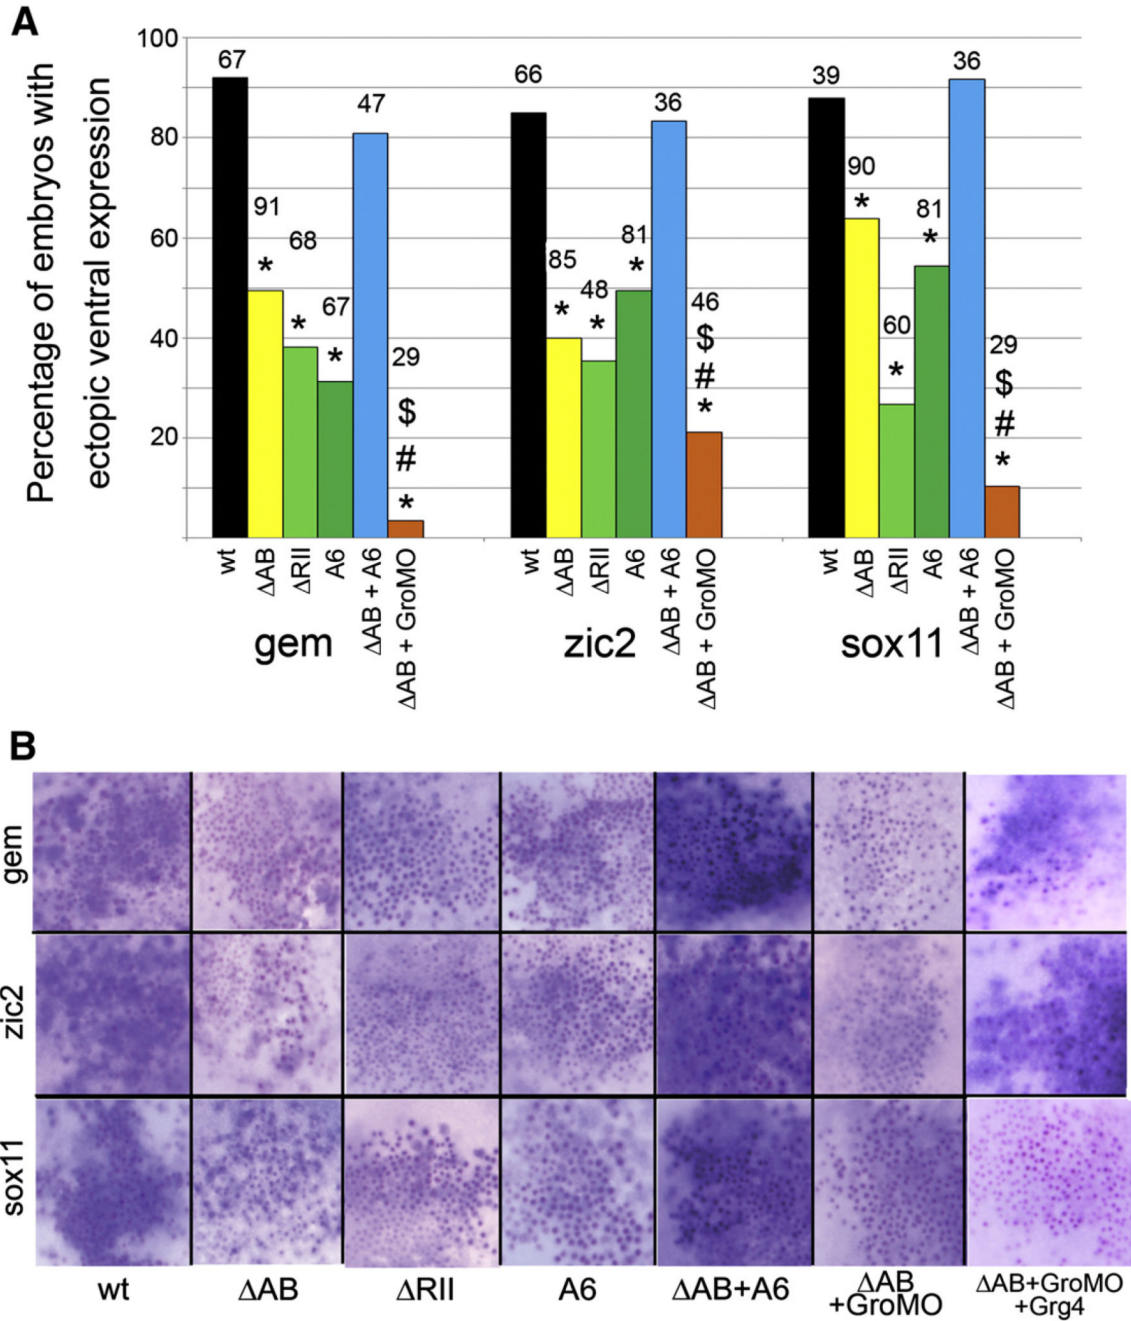 A
Percentage of embryos with
ectopic ventral expression
100
80
60
40
20
67
91
*
68
*
67
*
47
29
$
#
*
66
85
*
48
*
81
*
36
46
$
#
*
39
90
*
60
*
81
*
36
29
$
#
*
wt
ΔAB
ΔRII
A6
ΔAB + A6
ΔAB + GroMO
wt
ΔAB
ΔRII
A6
ΔAB + A6
ΔAB + GroMO
wt
ΔAB
ΔRII
A6
ΔAB + A6
ΔAB + GroMO
gem
zic2
sox11
B
gem
zic2
sox11
wt
ΔAB
ΔRII
A6
ΔAB+A6
ΔAB
+GroMO
ΔAB+GroMO
+Grg4